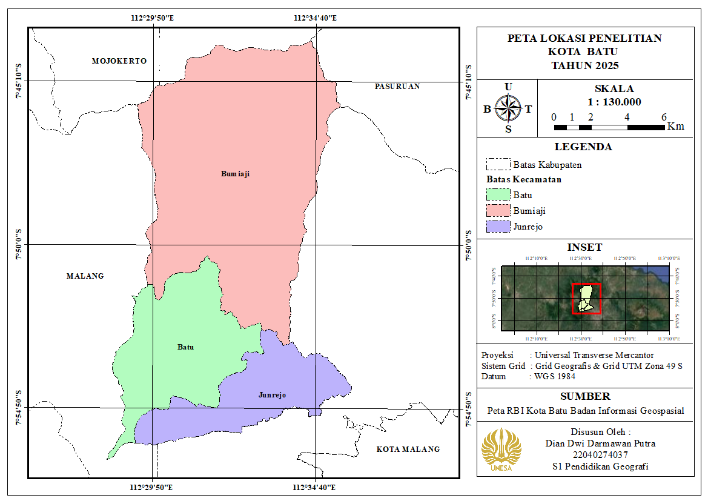 112°29'50"E
112°34'40"E
7°45'10"S
7°45'10"S
MOJOKERTO
PASURUAN
Bumiaji
7°50'0"S
7°50'0"S
MALANG
Batu
Junrejo
7°54'50"S
7°54'50"S
KOTA MALANG
112°29'50"E
112°34'40"E
PETA LOKASI PENELITIAN
KOTA BATU
TAHUN 2025
U
B
T
S
SKALA
1 : 130.000
0 1 2 4 6
Km
LEGENDA
Batas Kabupaten
Batas Kecamatan
Batu
Bumiaji
Junrejo
INSET
Proyeksi : Universal Transverse Mercantor
Sistem Grid : Grid Geografis & Grid UTM Zona 49 S
Datum : WGS 1984
SUMBER
Peta RBI Kota Batu Badan Informasi Geospasial
UNESA
Disusun Oleh :
Dian Dwi Darmawan Putra
22040274037
S1 Pendidikan Geografi